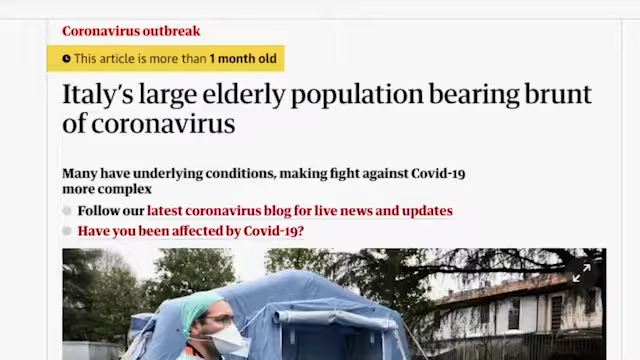 Coronavirus outbreak
This article is more than 1 month old
Italy's large elderly population bearing brunt
of coronavirus
Many have underlying conditions, making fight against Covid-19
more complex
Follow our latest coronavirus blog for live news and updates
Have you been affected by Covid-19?